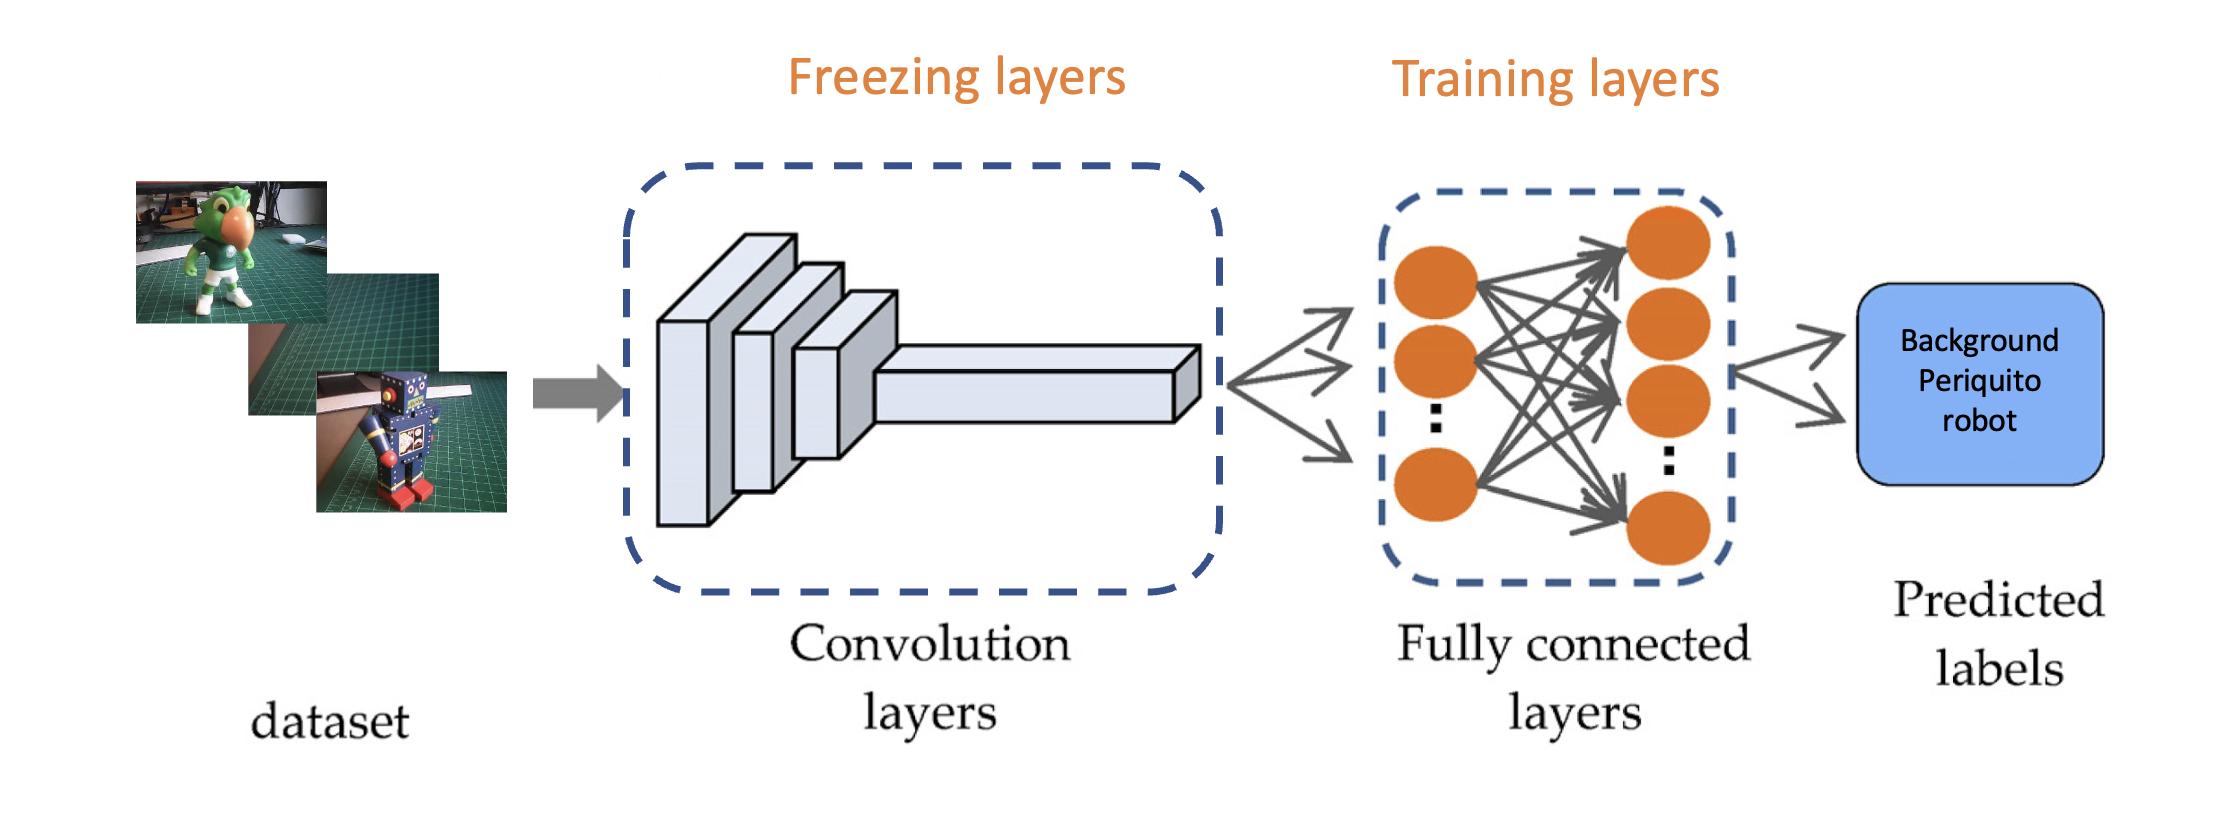 Freezing layers
Training layers
Background
Periquito
robot
Convolution
layers
Fully connected
layers
Predicted
labels
dataset